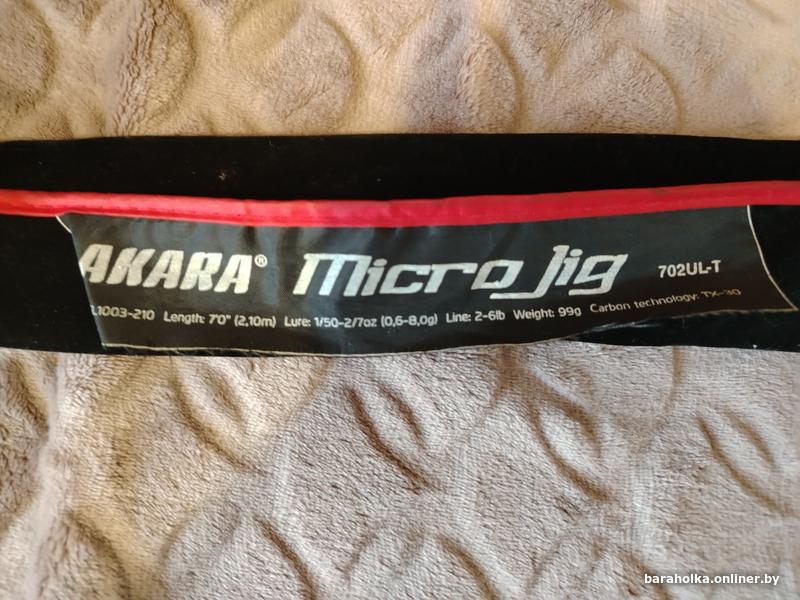 AKARA® Micro Jig 702UL-T
L1003-210 Length: 7'0" (2,10m) Lure: 1/50-2/7oz (0,6-8,0g) Line: 2-6lb Weight: 99g Carbon technology: TX-30
baraholka.onliner.by